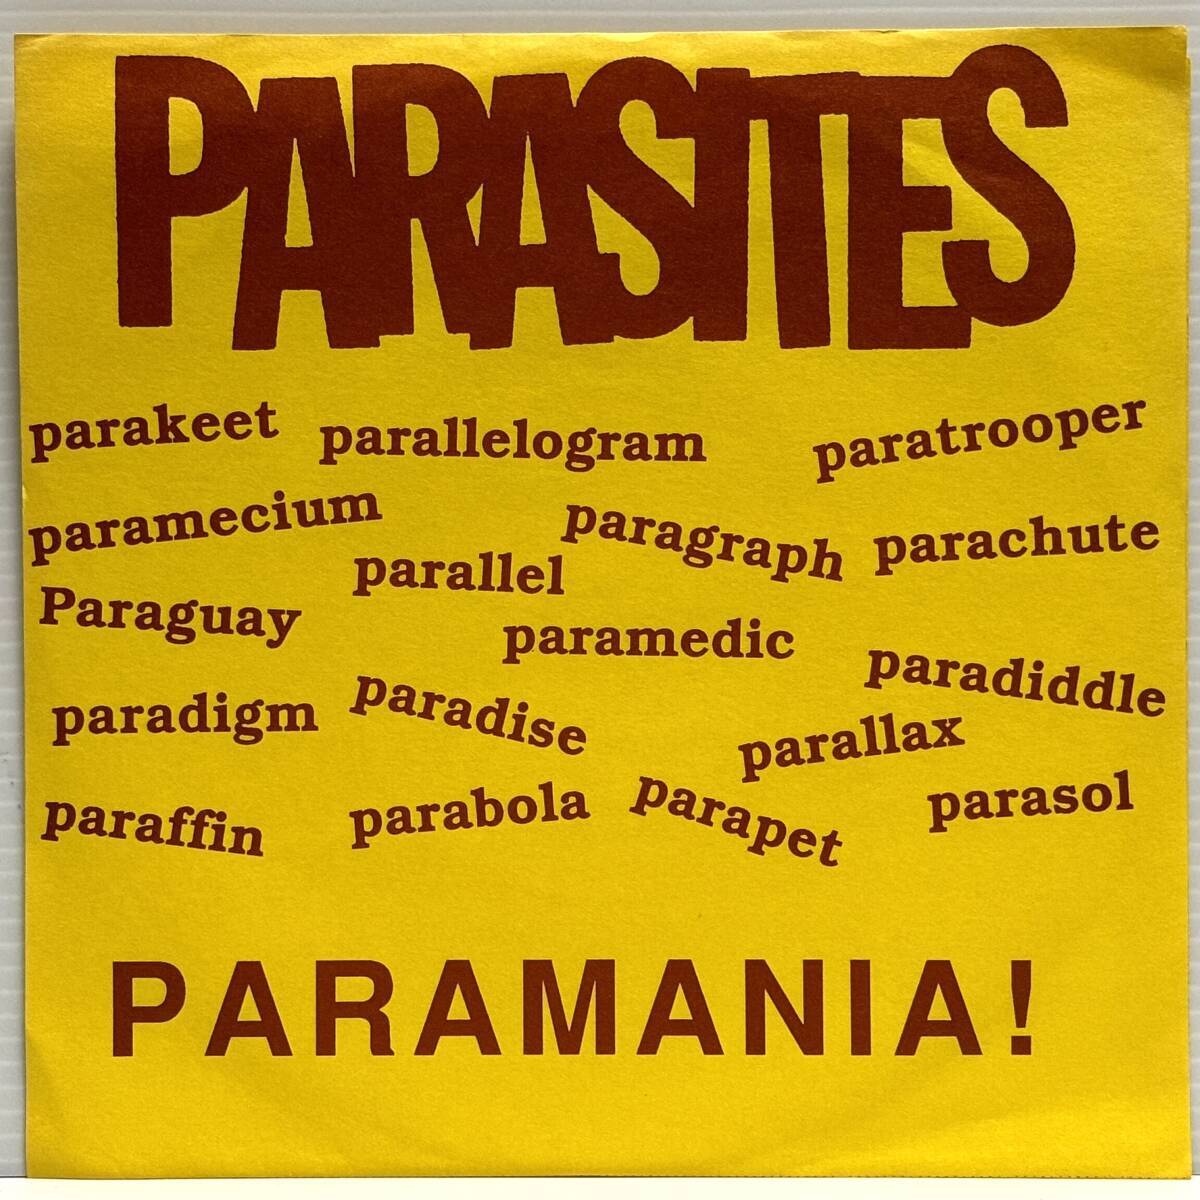 PARASITES
parakeet parallelogram paratrooper
paramecium paragraph parachute
parallel
Paraguay paramedic paradiddle
paradigm paradise parallax
paraffin parabola parapet parasol
PARAMANIA!